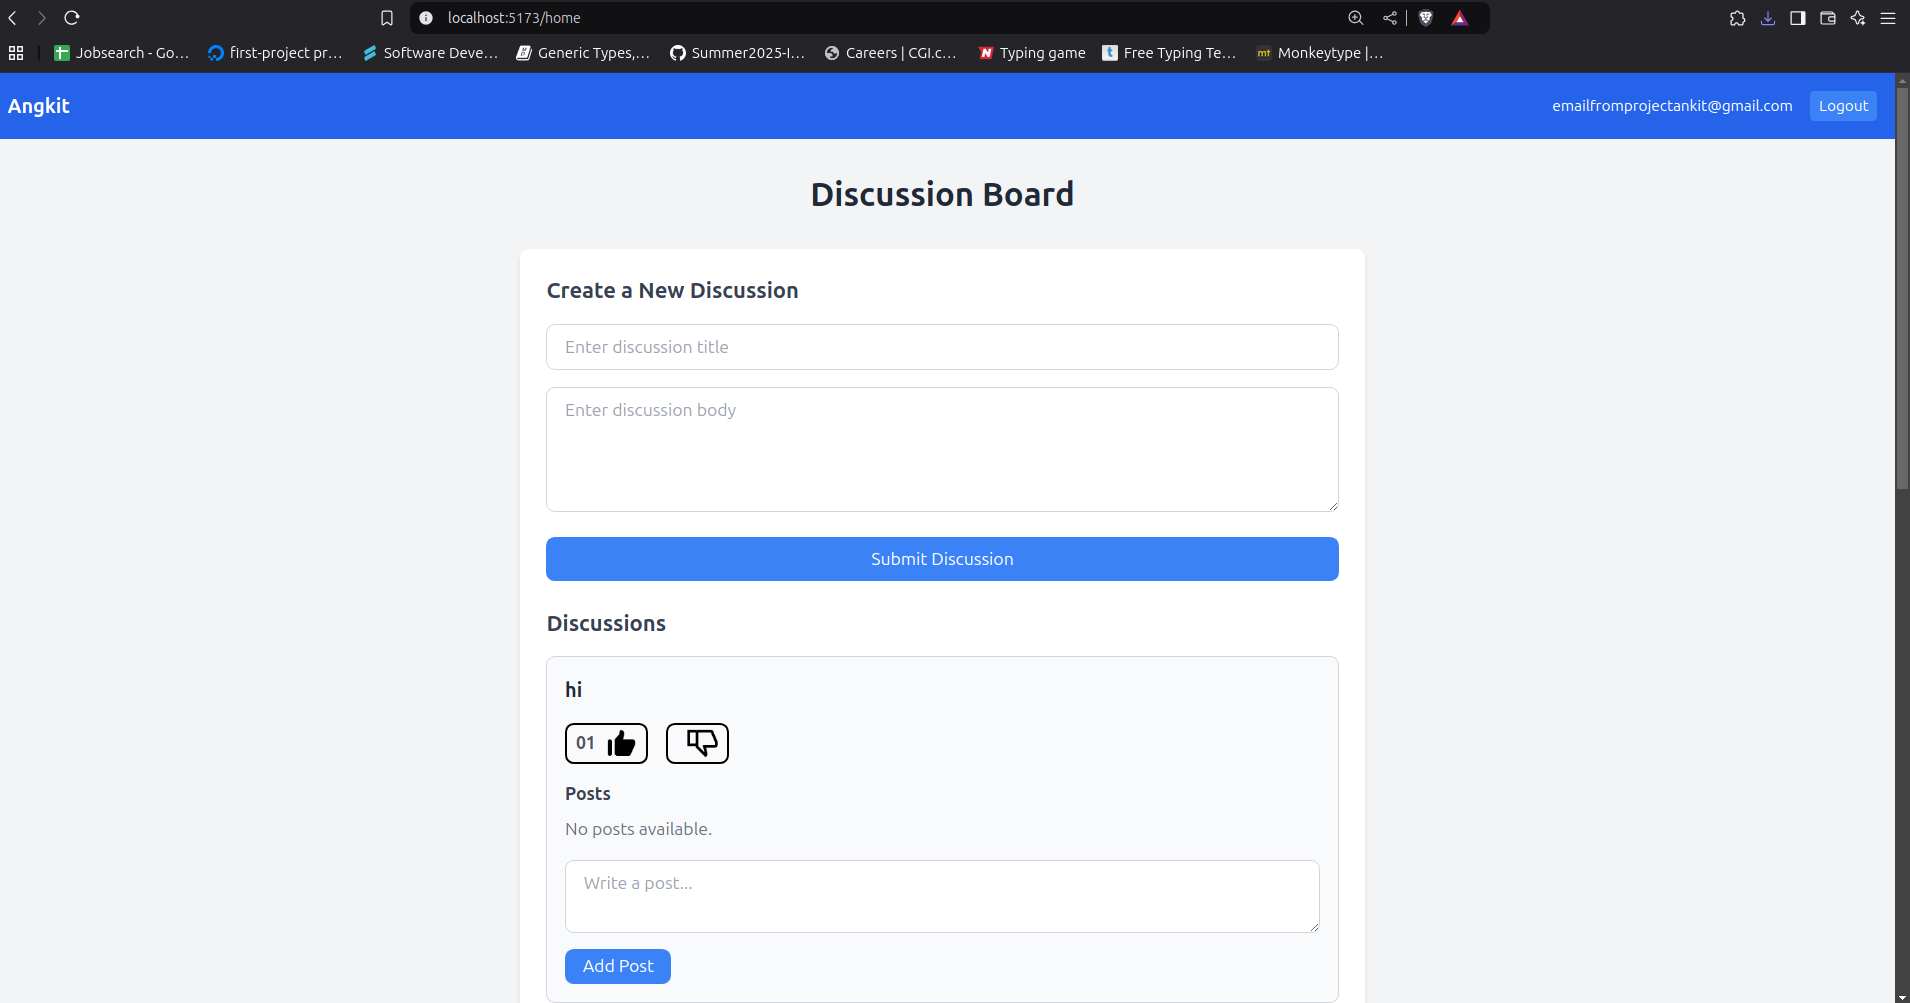 localhost:5173/home
Jobsearch - Go... first-project pr... Software Deve... Generic Types,... Summer2025-I... Careers | CGI.c... N Typing game t Free Typing Te... mt Monkeytype |...
Angkit emailfromprojectankit@gmail.com Logout
Discussion Board
Create a New Discussion
Enter discussion title
Enter discussion body
Submit Discussion
Discussions
hi
01
Posts
No posts available.
Write a post...
Add Post